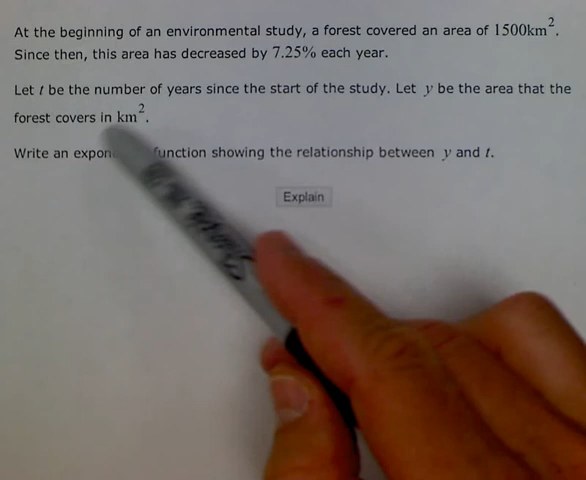 At the beginning of an environmental study, a forest covered an area of 1500km².
Since then, this area has decreased by 7.25% each year.
Let t be the number of years since the start of the study. Let y be the area that the
forest covers in km².
Write an expon function showing the relationship between y and t.
Explain